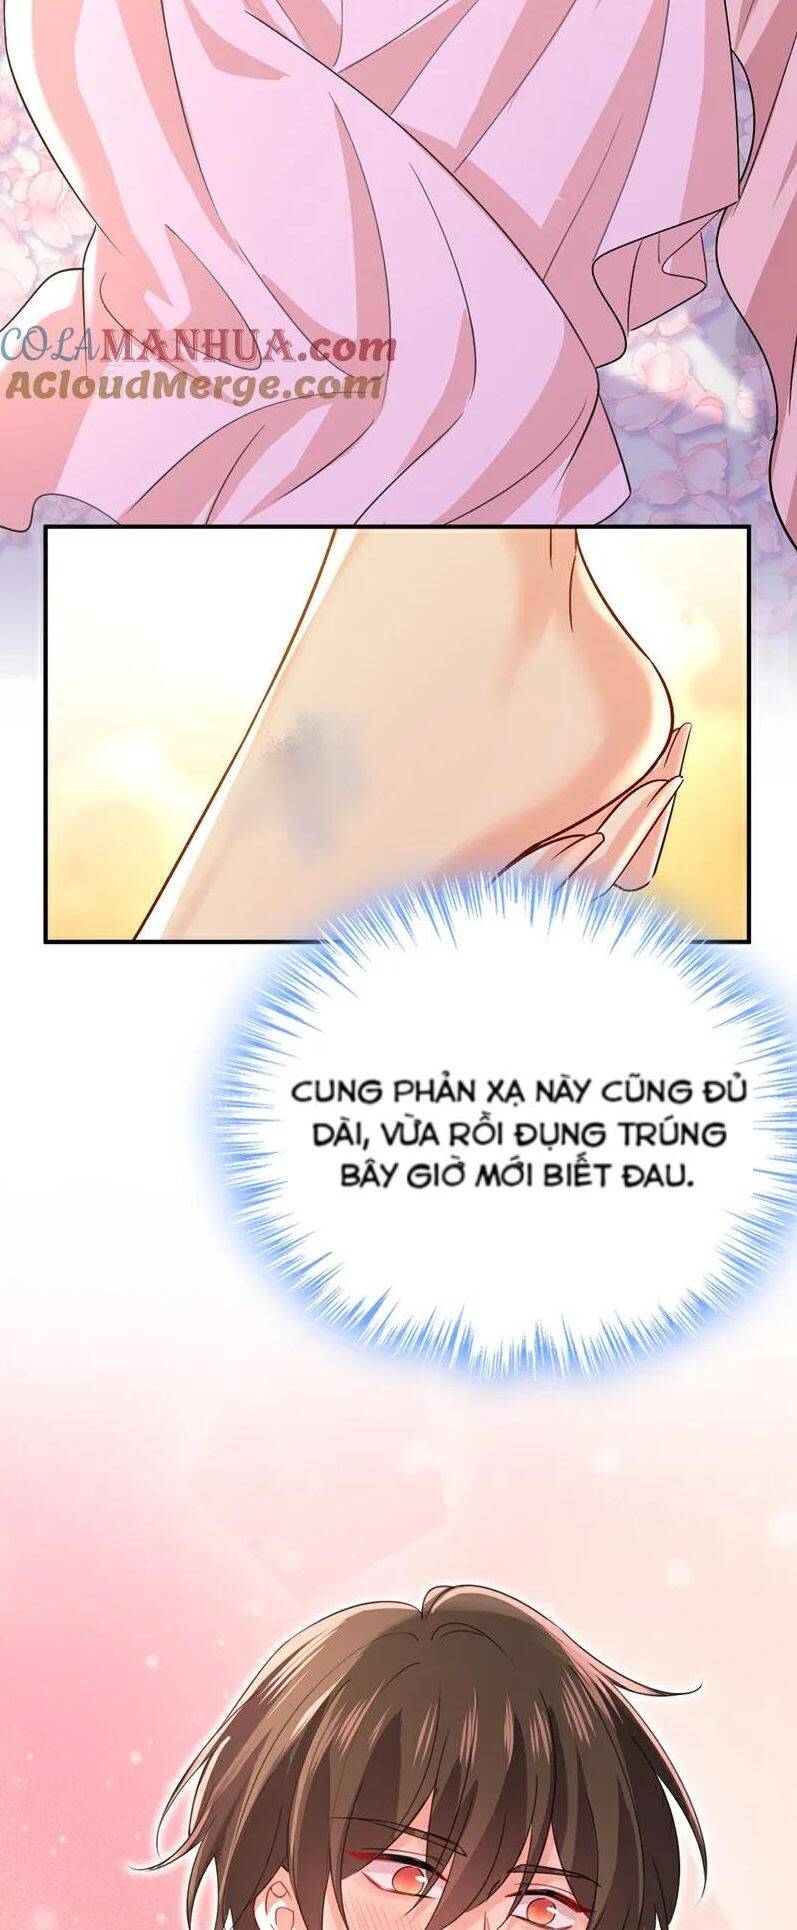 COLAMANHUA.com
ACloudMerge.com
CUNG PHẢN XẠ NÀY CŨNG ĐỦ
DÀI, VỪA RỒI ĐỤNG TRÚNG
BÂY GIỜ MỚI BIẾT ĐAU.